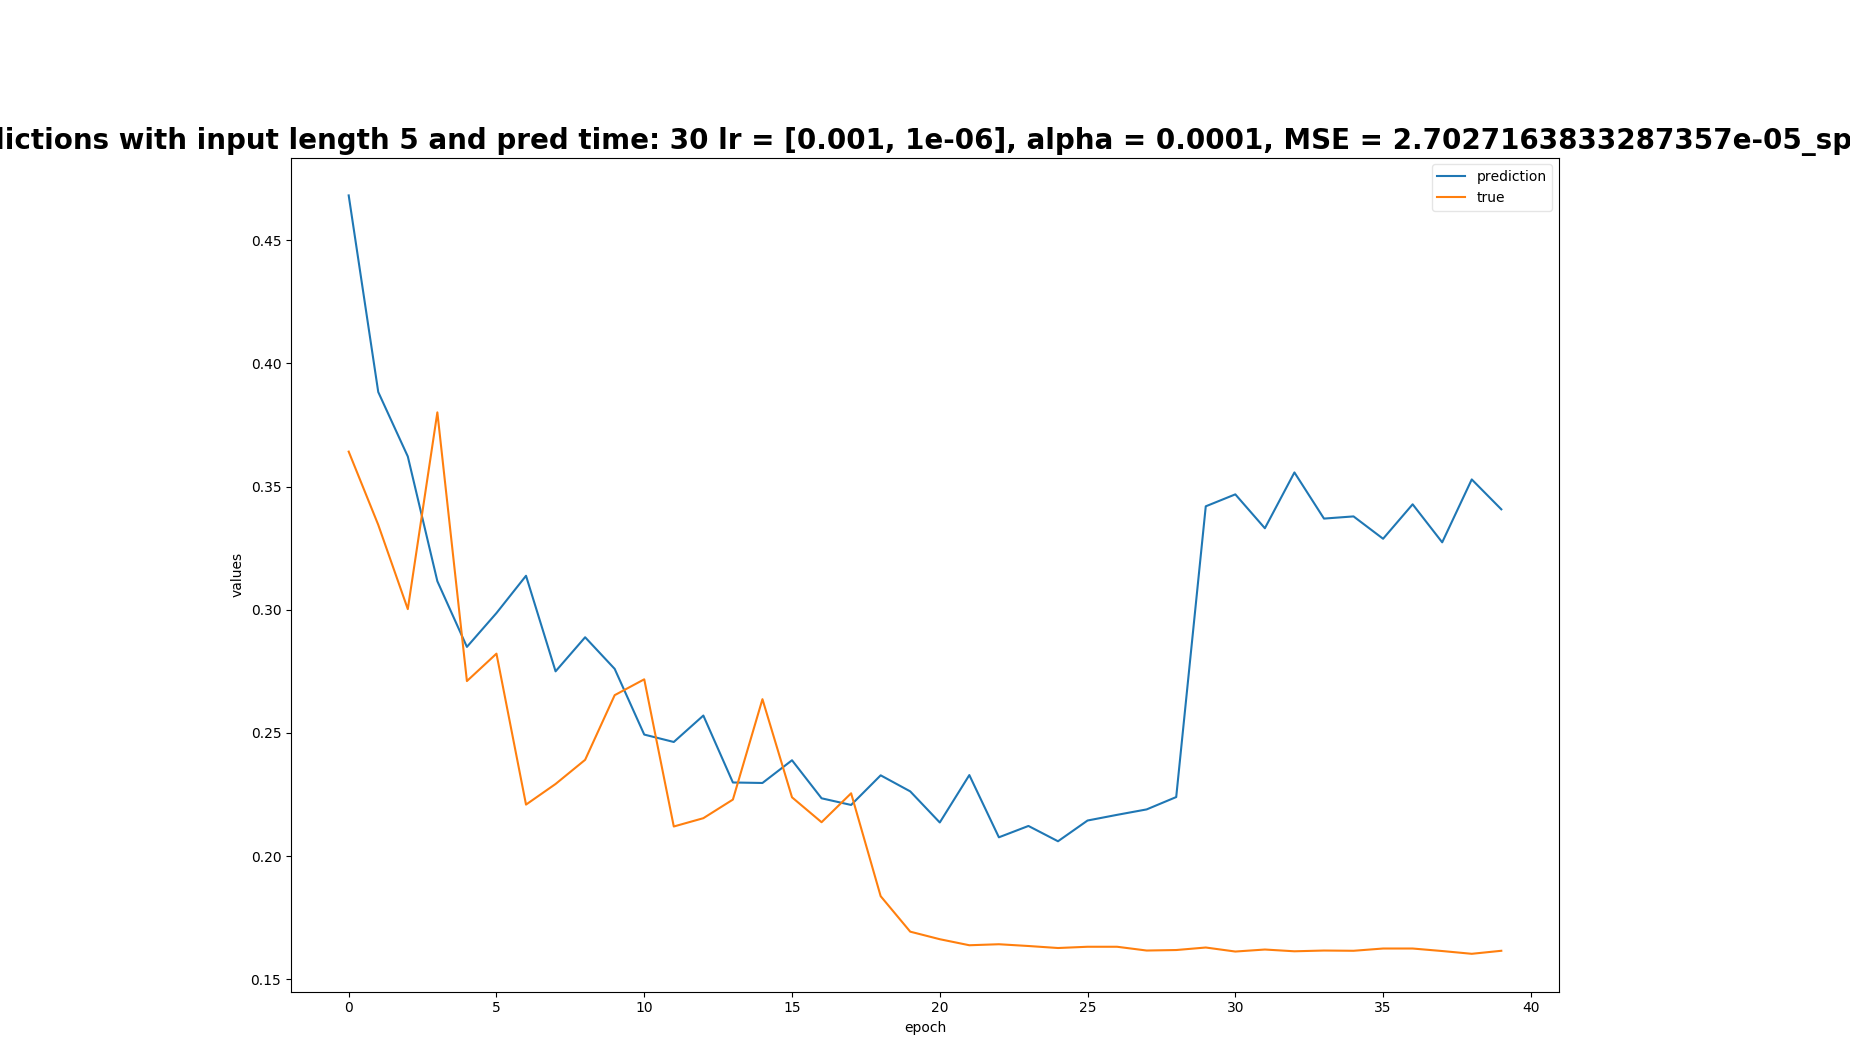 dictions with input length 5 and pred time: 30 lr = [0.001, 1e-06], alpha = 0.0001, MSE = 2.7027163833287357e-05_sp
prediction
true
0.45
0.40
0.35
0.30
0.25
0.20
0.15
values
0 5 10 15 20 25 30 35 40
epoch